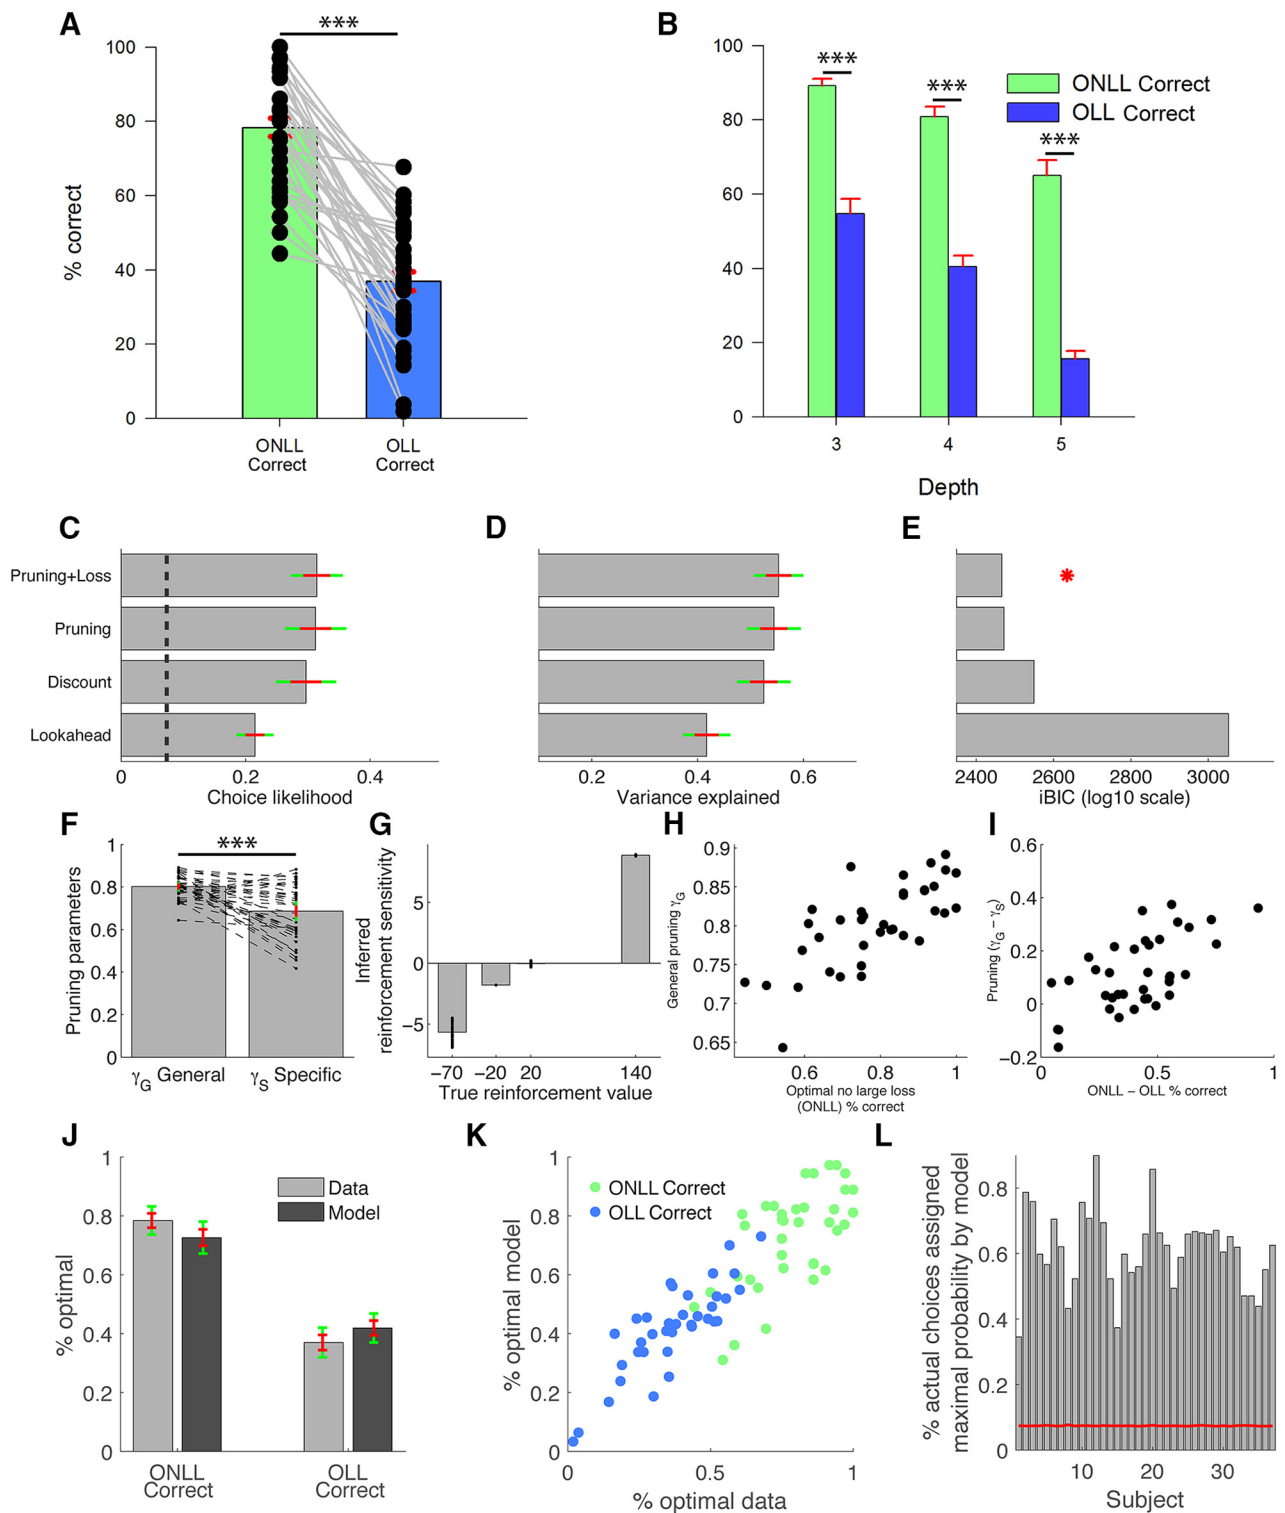 A
***
% correct
100
80
60
40
20
0
ONLL
Correct
OLL
Correct
B
***
***
***
ONLL Correct
OLL Correct
100
80
60
40
20
0
3
4
5
Depth
C
Pruning+Loss
Pruning
Discount
Lookahead
0
0.2
0.4
Choice likelihood
D
0.2
0.4
0.6
Variance explained
E
*
2400
2600
2800
3000
iBIC (log10 scale)
F
***
Pruning parameters
1
0.8
0.6
0.4
0.2
0
γG General
γS Specific
G
Inferred
reinforcement sensitivity
5
0
−5
−70
−20
20
140
True reinforcement value
H
General pruning γG
0.9
0.85
0.8
0.75
0.7
0.65
0.6
0.8
1
Optimal no large loss
(ONLL) % correct
I
Pruning (γG − γS)
0.6
0.4
0.2
0
−0.2
0
0.5
1
ONLL − OLL % correct
J
% optimal
1
0.8
0.6
0.4
0.2
0
Data
Model
ONLL
Correct
OLL
Correct
K
% optimal model
1
0.8
0.6
0.4
0.2
0
ONLL Correct
OLL Correct
0
0.5
1
% optimal data
L
% actual choices assigned
maximal probability by model
0.8
0.6
0.4
0.2
0
10
20
30
Subject